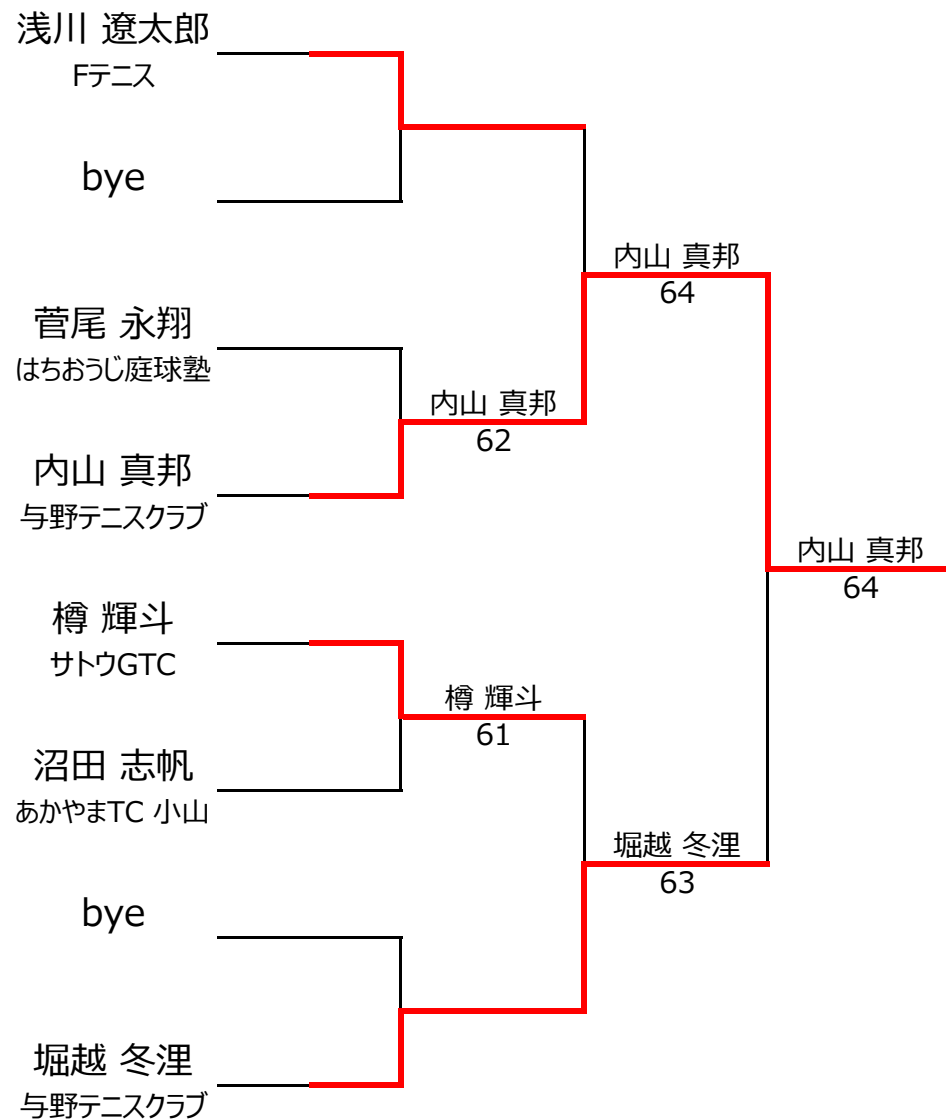 浅川 遼太郎
Fテニス
bye
菅尾 永翔
はちおうじ庭球塾
内山 真邦
与野テニスクラブ
樽 輝斗
サトウGTC
沼田 志帆
あかやまTC 小山
bye
堀越 冬浬
与野テニスクラブ
内山 真邦
62
樽 輝斗
61
内山 真邦
64
堀越 冬浬
63
内山 真邦
64